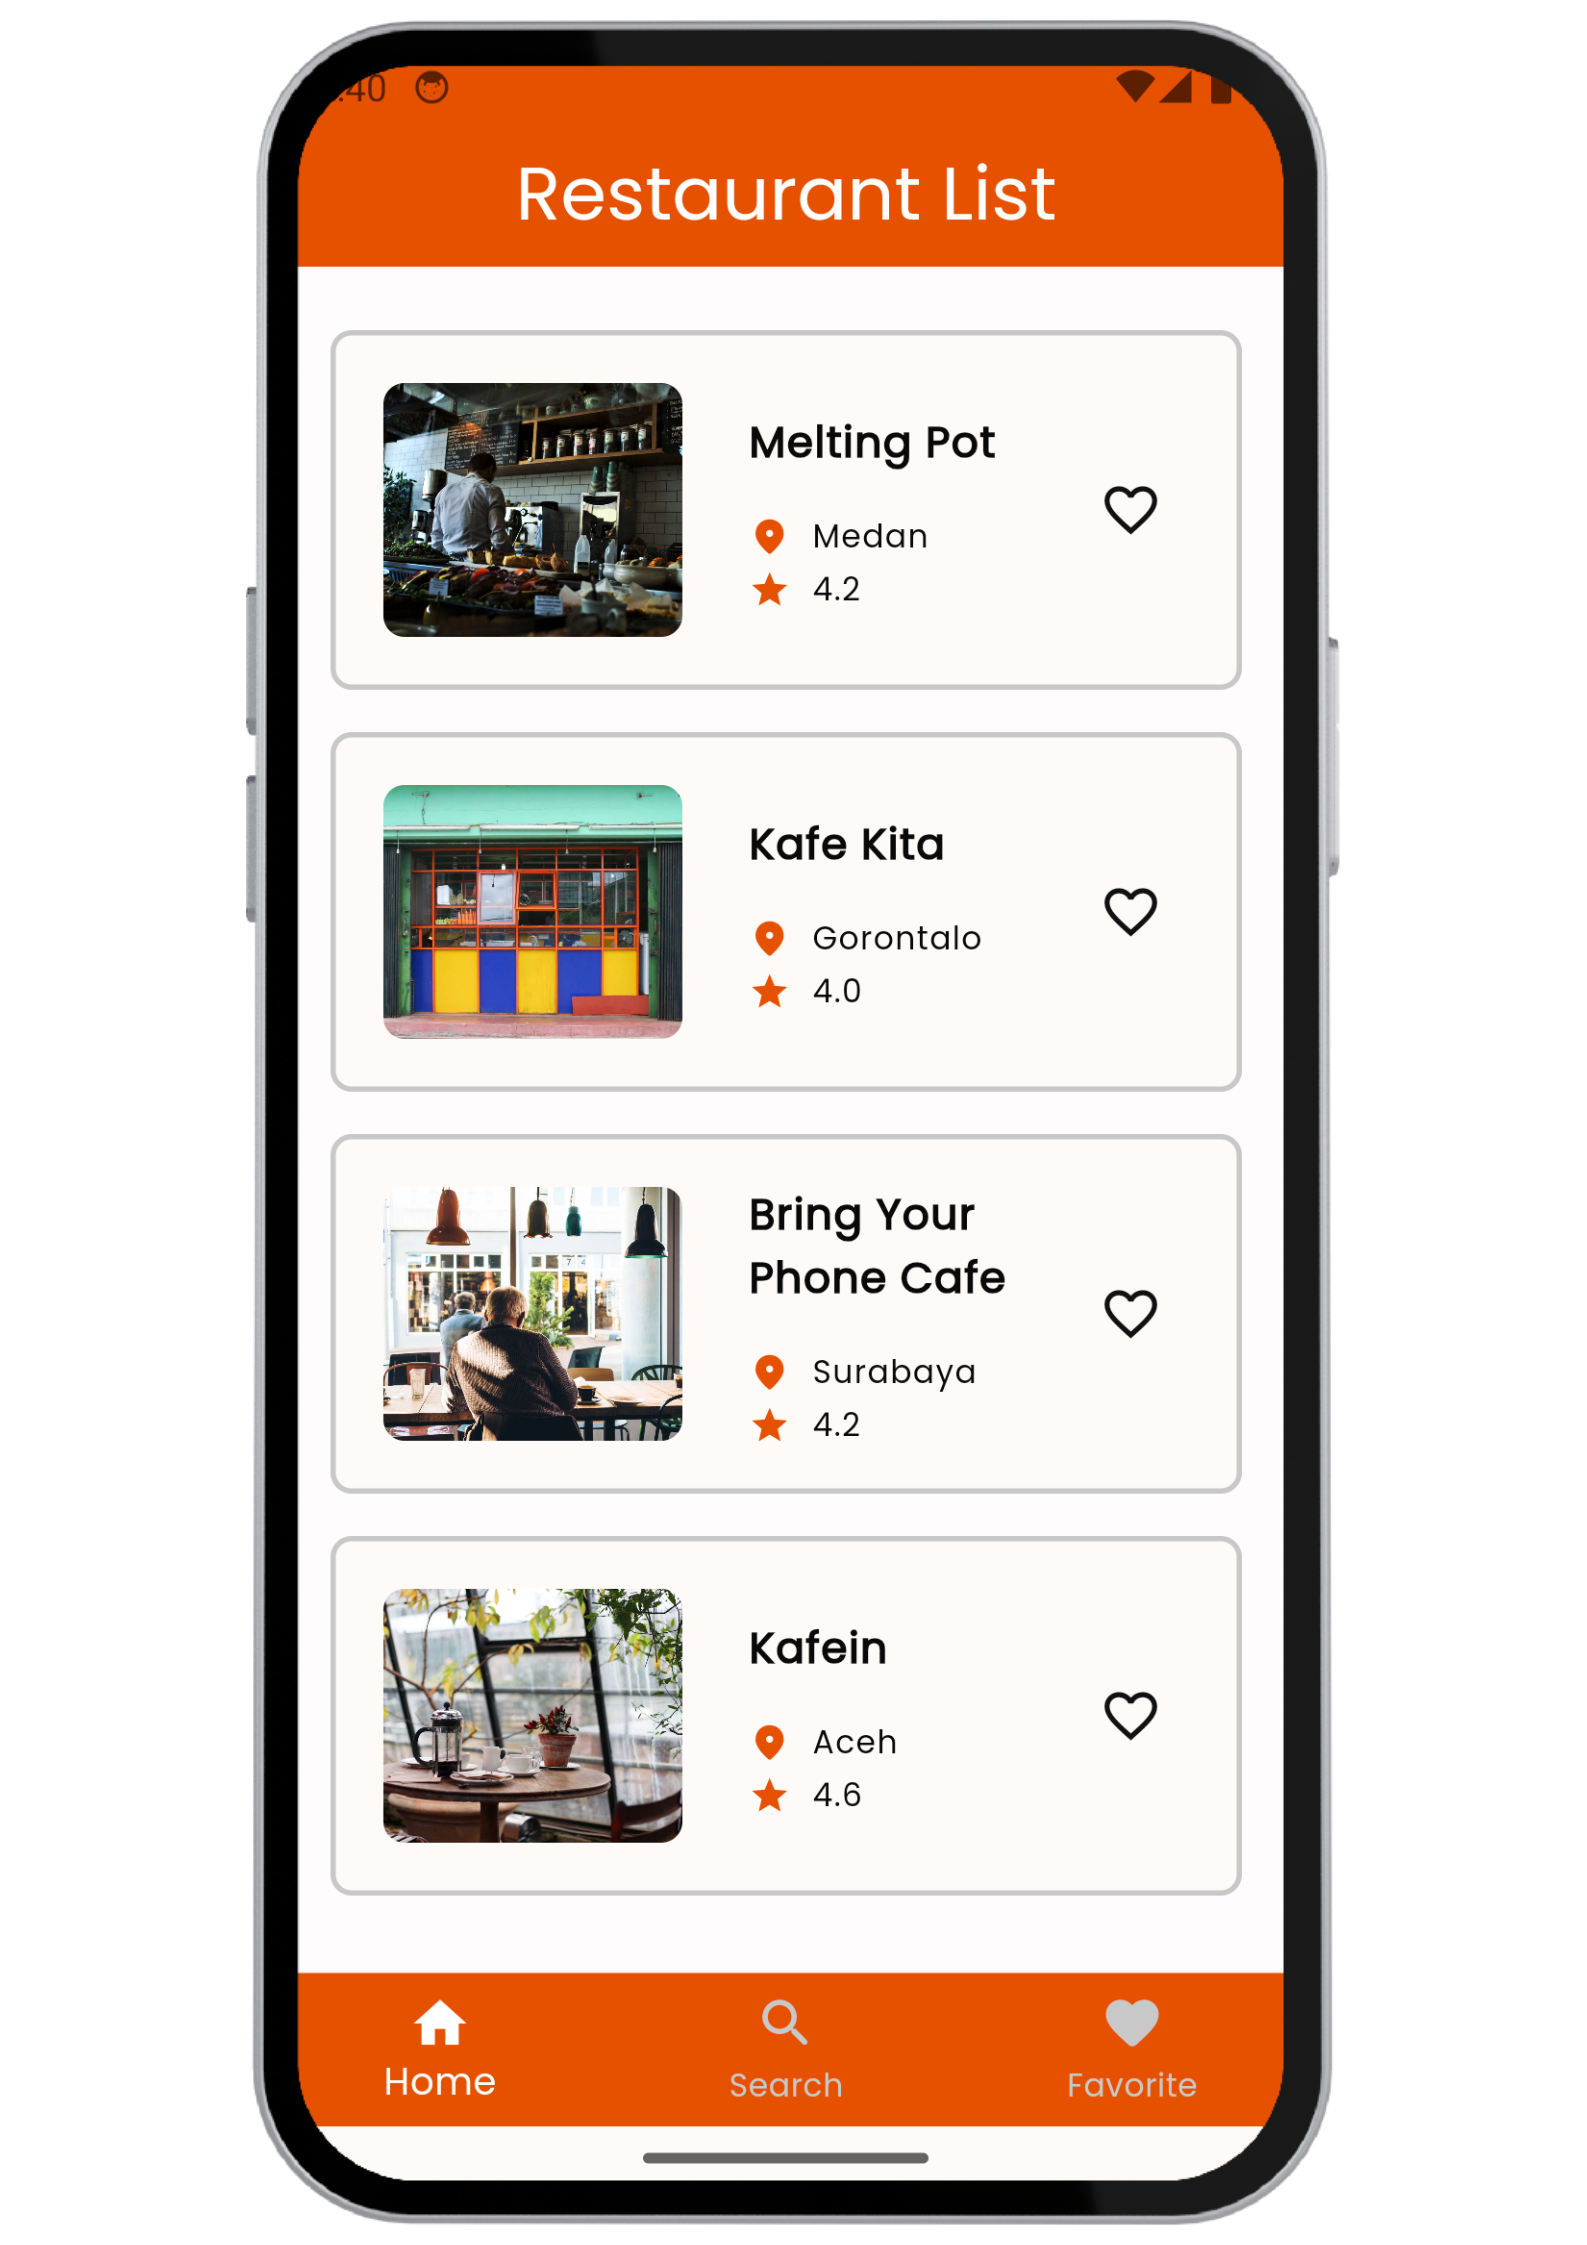 :40
Restaurant List
Melting Pot
Medan
4.2
Kafe Kita
Gorontalo
4.0
Bring Your
Phone Cafe
Surabaya
4.2
Kafein
Aceh
4.6
Home
Search
Favorite